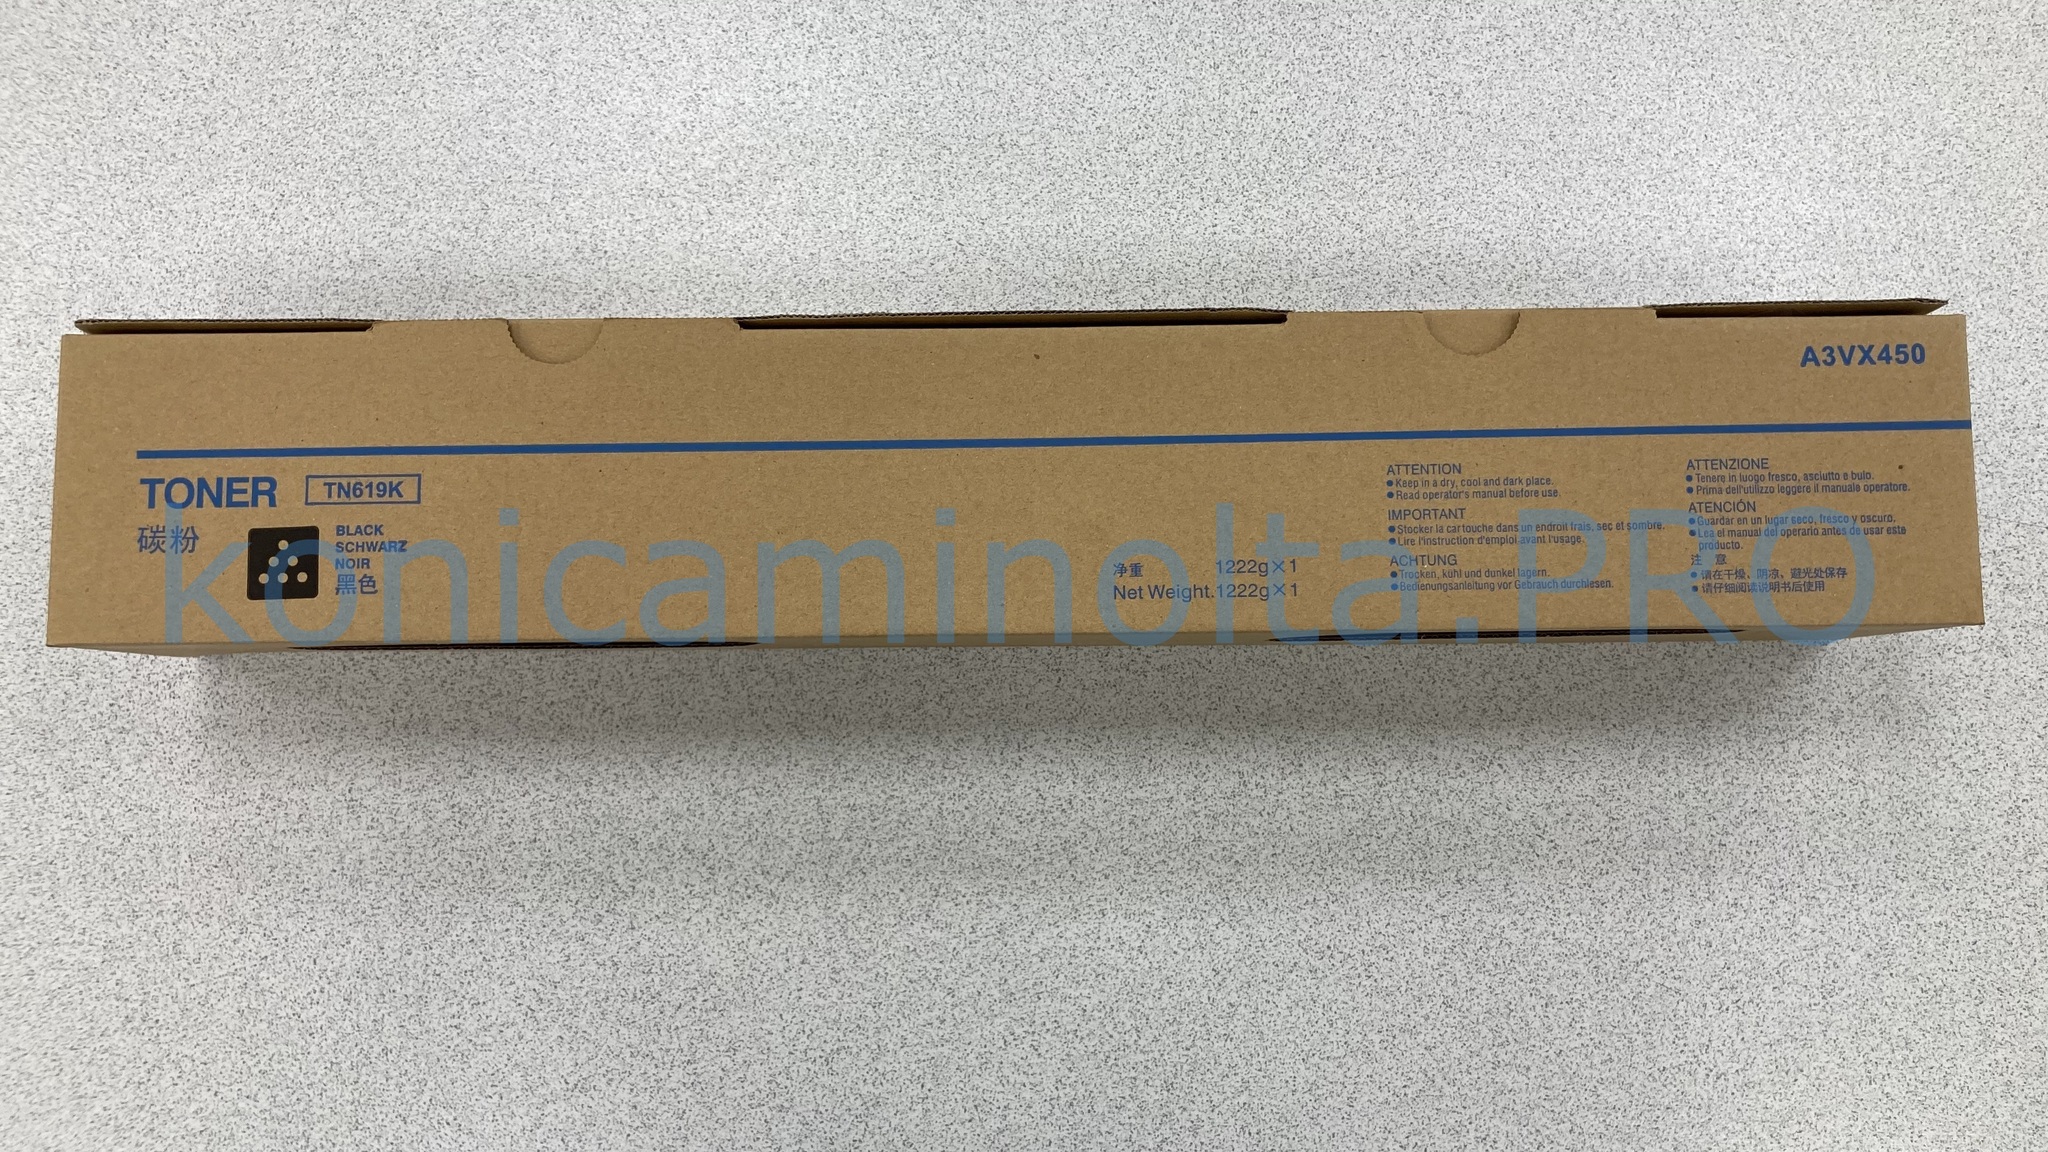 A3VX450
TONER TN619K
碳粉
BLACK
SCHWARZ
NOIR
黑色
净重 1222g×1
Net Weight.1222g×1
ATTENTION
●Keep in a dry, cool and dark place.
●Read operator's manual before use.
IMPORTANT
●Stocker la cartouche dans un endroit frais, sec et sombre.
●Lire l'instruction d'emploi avant l'usage.
ACHTUNG
●Trocken, kühl und dunkel lagern.
●Bedienungsanleitung vor Gebrauch durchlesen.
ATTENZIONE
●Tenere in luogo fresco, asciutto e buio.
●Prima dell'utilizzo leggere il manuale operatore.
ATENCIÓN
●Guardar en un lugar seco, fresco y oscuro.
●Lea el manual del operario antes de usar este
producto.
注 意
●请在干燥、阴凉、避光处保存
●请仔细阅读说明书后使用
konicaminolta.PRO